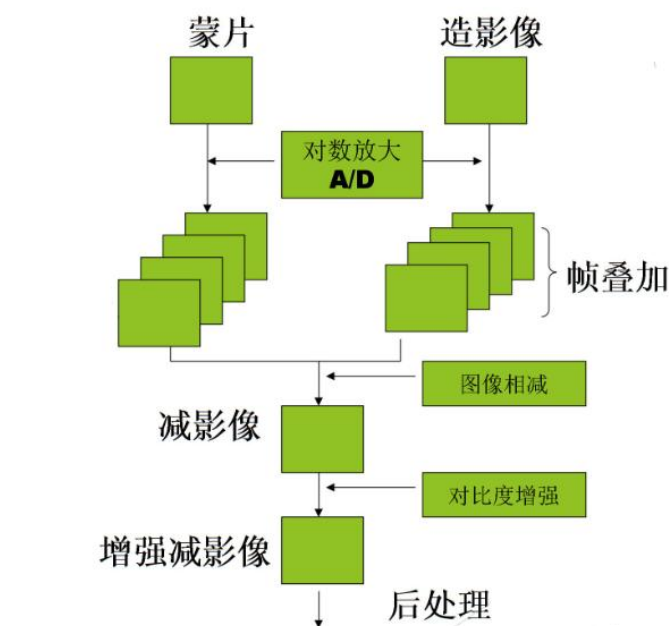 蒙片
造影像
对数放大
A/D
帧叠加
图像相减
减影像
对比度增强
增强减影像
后处理